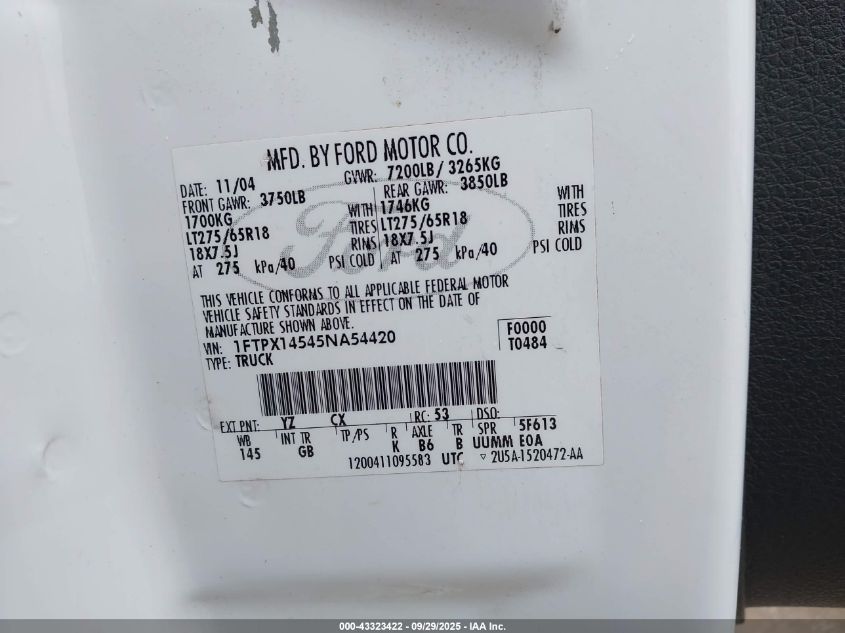 MFD. BY FORD MOTOR CO.
DATE: 11/04 GVWR: 7200LB/ 3265KG
FRONT GAWR: 3750LB REAR GAWR: 3850LB
1700KG WITH 1746KG WITH
LT275/65R18 TIRES LT275/65R18 TIRES
18X7.5J RIMS 18X7.5J RIMS
AT 275 kPa/40 PSI COLD AT 275 kPa/40 PSI COLD
THIS VEHICLE CONFORMS TO ALL APPLICABLE FEDERAL MOTOR
VEHICLE SAFETY STANDARDS IN EFFECT ON THE DATE OF
MANUFACTURE SHOWN ABOVE.
VIN: 1FTPX14545NA54420 F0000
TYPE: TRUCK T0484
EXT PNT: YZ CX RC: 53 DSO:
WB INT TR TP/PS R AXLE TR SPR 5F613
145 GB K B6 B UUMM E0A
1200411095583 UTC ▽ 2U5A-1520472-AA
Ford
000-43323422 - 09/29/2025 - IAA Inc.